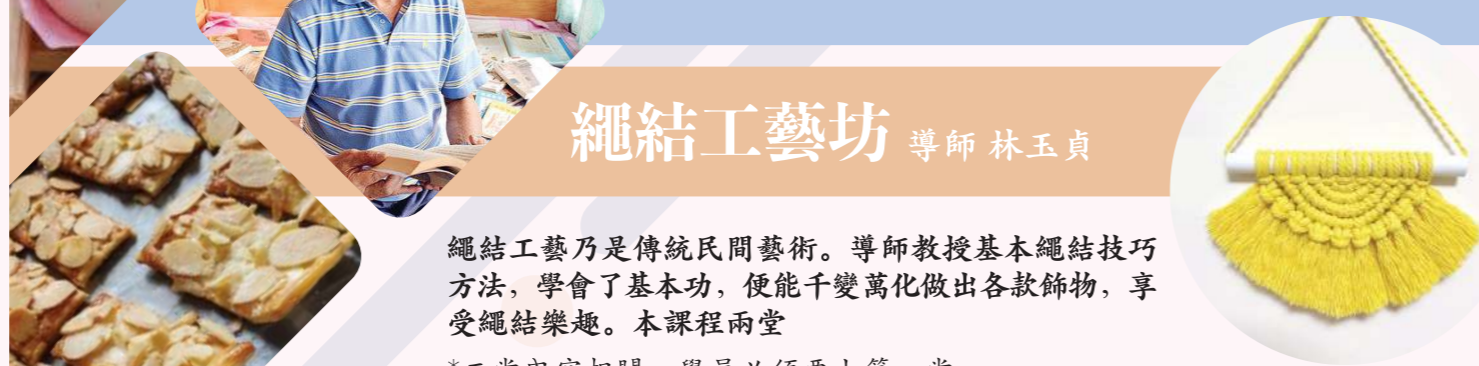 繩結工藝坊 導師 林玉貞
繩結工藝乃是傳統民間藝術。導師教授基本繩結技巧
方法，學會了基本功，便能千變萬化做出各款飾物，享
受繩結樂趣。本課程兩堂